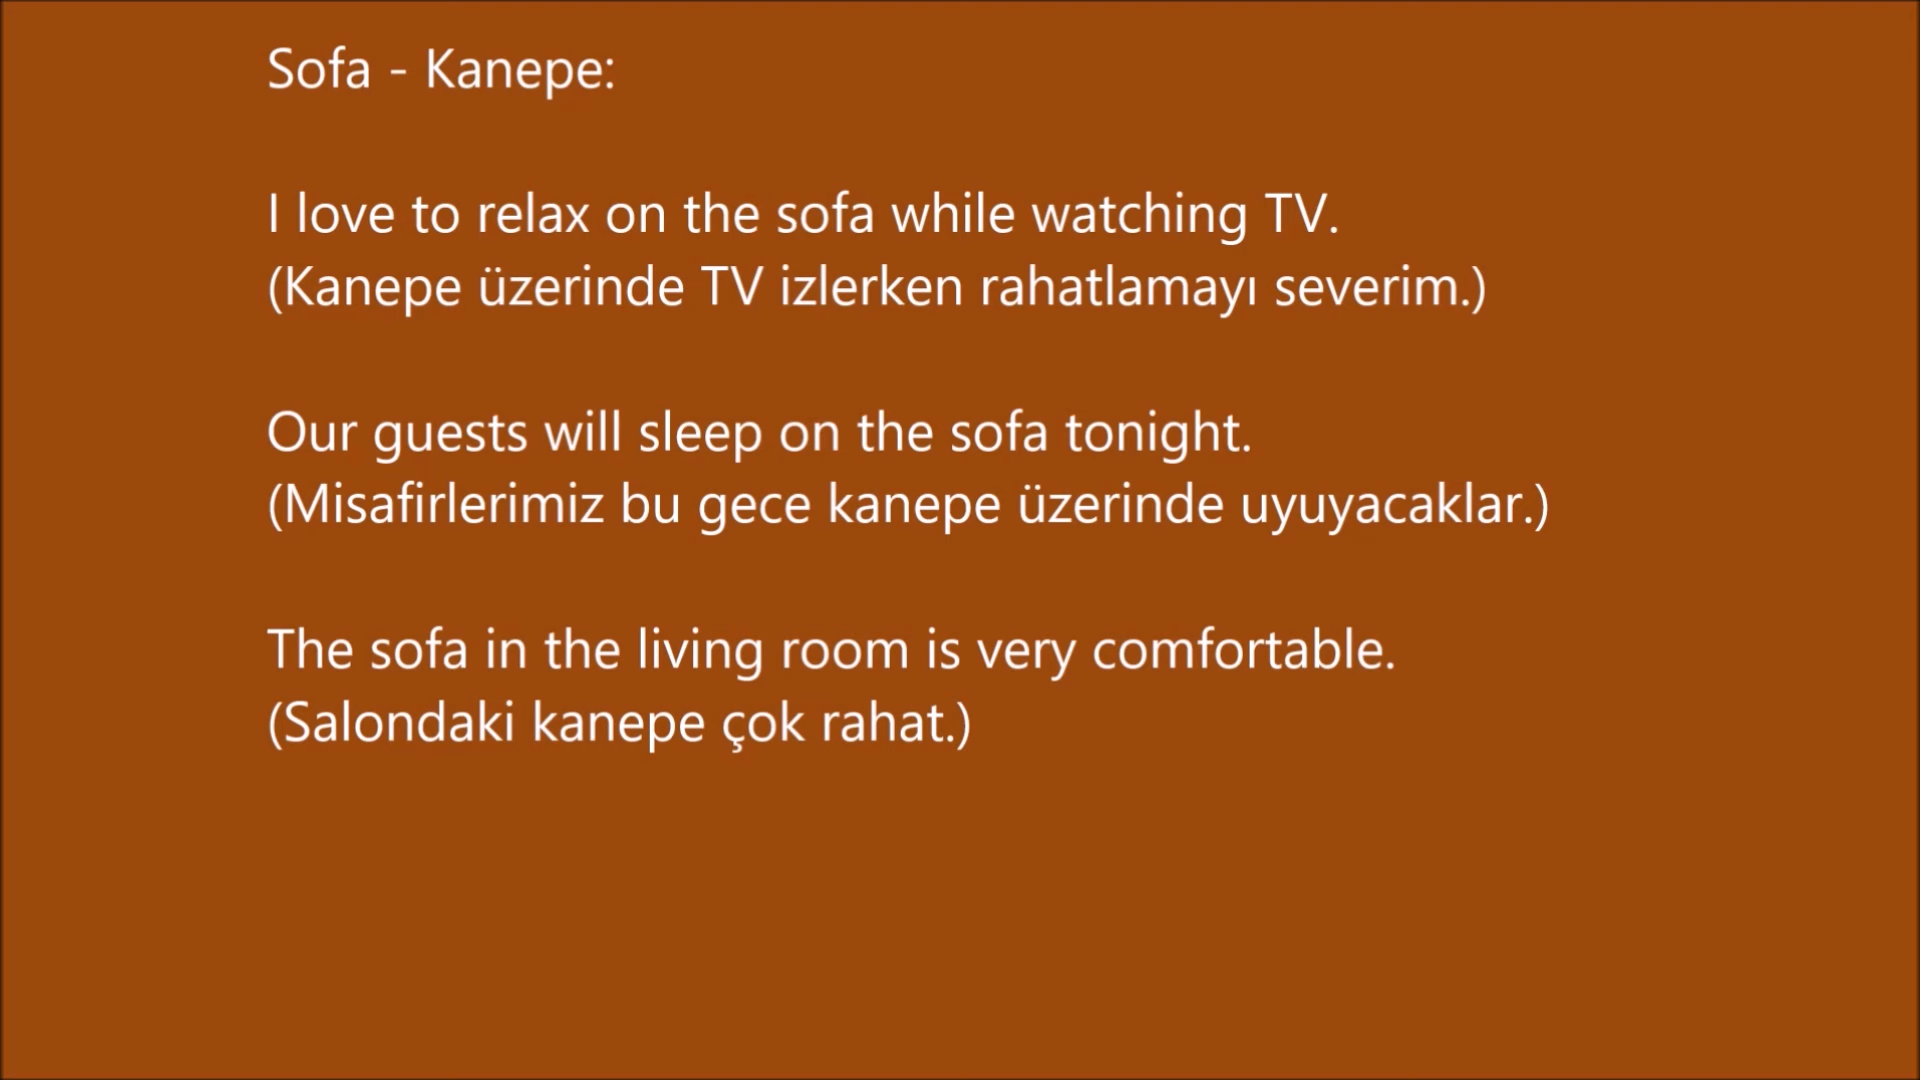 Sofa - Kanepe:
I love to relax on the sofa while watching TV.
(Kanepe üzerinde TV izlerken rahatlamayı severim.)
Our guests will sleep on the sofa tonight.
(Misafirlerimiz bu gece kanepe üzerinde uyuyacaklar.)
The sofa in the living room is very comfortable.
(Salondaki kanepe çok rahat.)